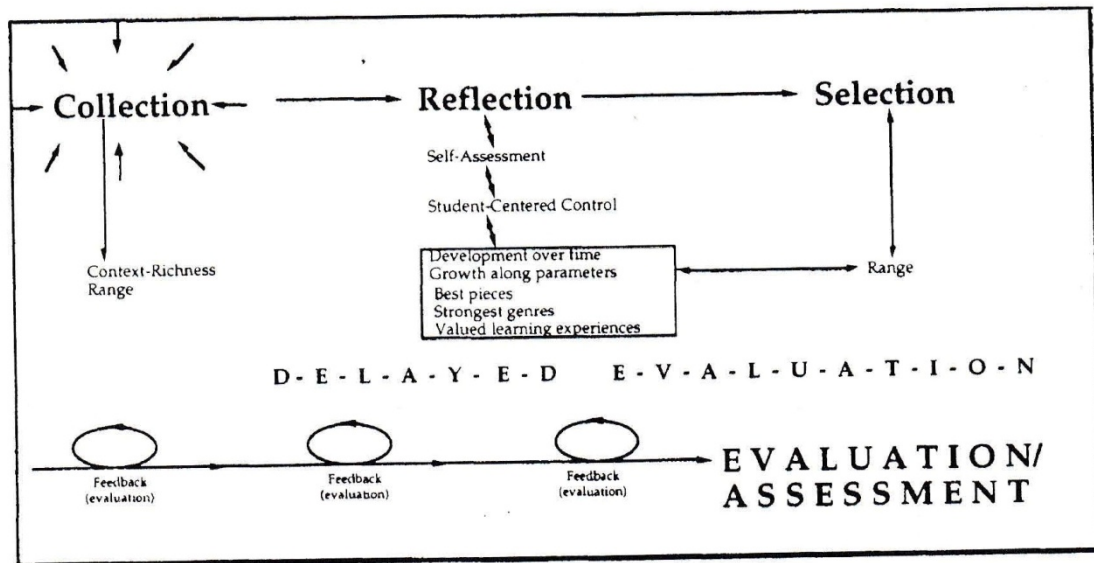 Collection
Reflection
Selection
Self-Assessment
Student-Centered Control
Context-Richness
Range
Development over time
Growth along parameters
Best pieces
Strongest genres
Valued learning experiences
Range
D-E-L-A-Y-E-D E-V-A-L-U-A-T-I-O-N
Feedback
(evaluation)
Feedback
(evaluation)
Feedback
(evaluation)
EVALUATION/
ASSESSMENT